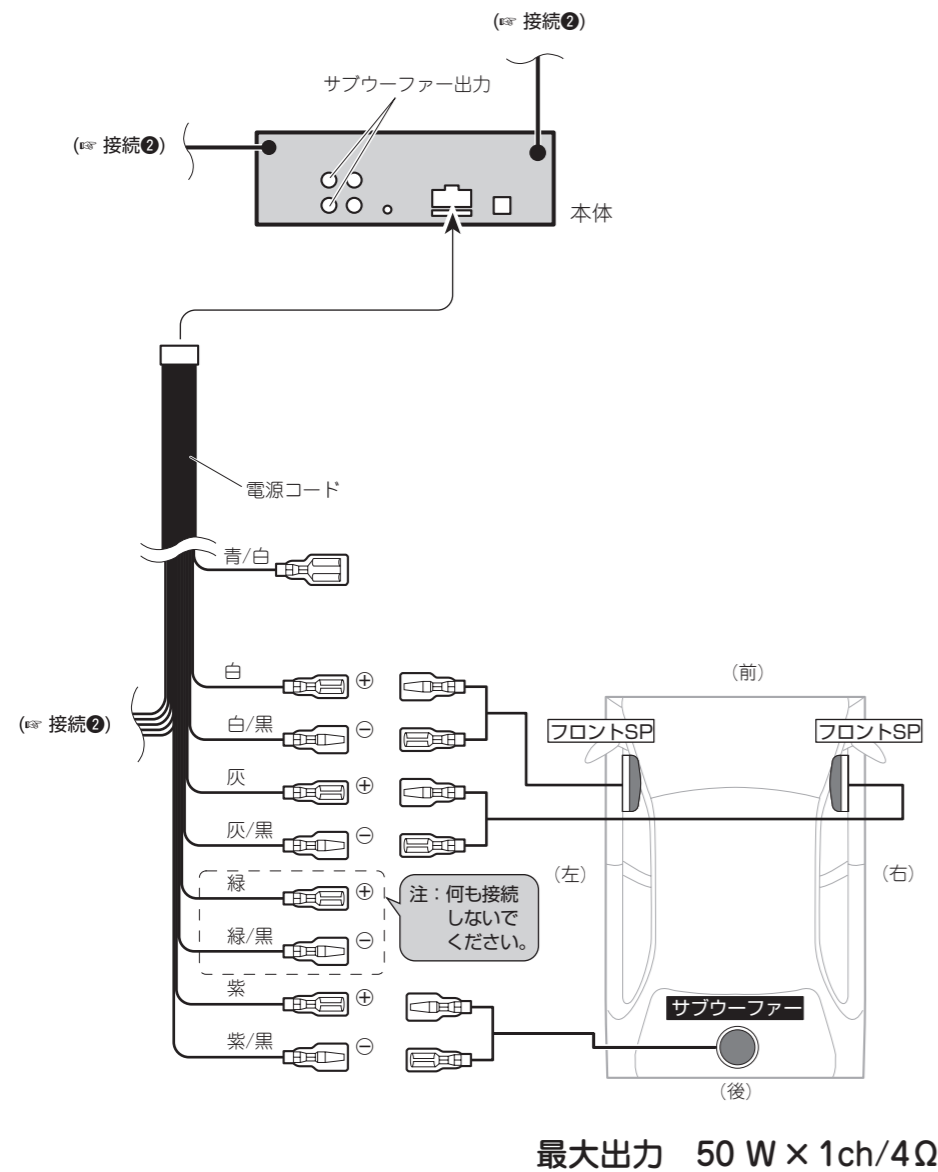 (☞ 接続❷)
サブウーファー出力
(☞ 接続❷)
本体
電源コード
青/白
白
⊕
(前)
(☞ 接続❷)
白/黒
⊖
フロントSP
フロントSP
灰
⊕
灰/黒
⊖
(左)
(右)
緑
⊕
注：何も接続
しないで
ください。
緑/黒
⊖
紫
⊕
サブウーファー
紫/黒
⊖
(後)
最大出力　50 W × 1ch/4Ω